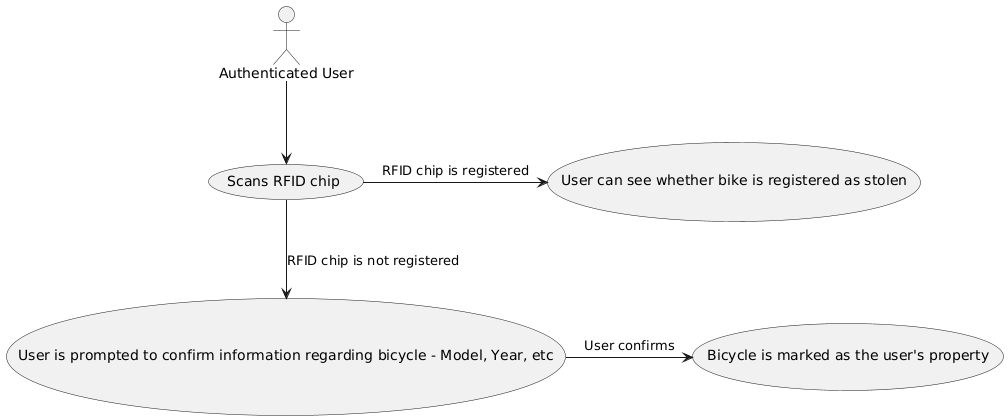 Authenticated User
RFID chip is registered
Scans RFID chip
User can see whether bike is registered as stolen
RFID chip is not registered
User confirms
User is prompted to confirm information regarding bicycle - Model, Year, etc
Bicycle is marked as the user's property